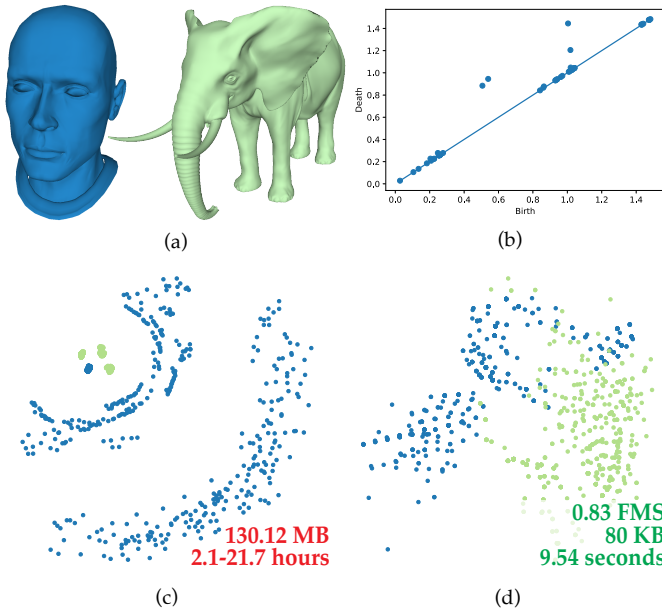 1.4
1.2
1.0
0.8
0.6
0.4
0.2
0.0
Death
0.0 0.2 0.4 0.6 0.8 1.0 1.2 1.4
Birth
(a)
(b)
130.12 MB
2.1-21.7 hours
0.83 FMS
80 KB
9.54 seconds
(c)
(d)